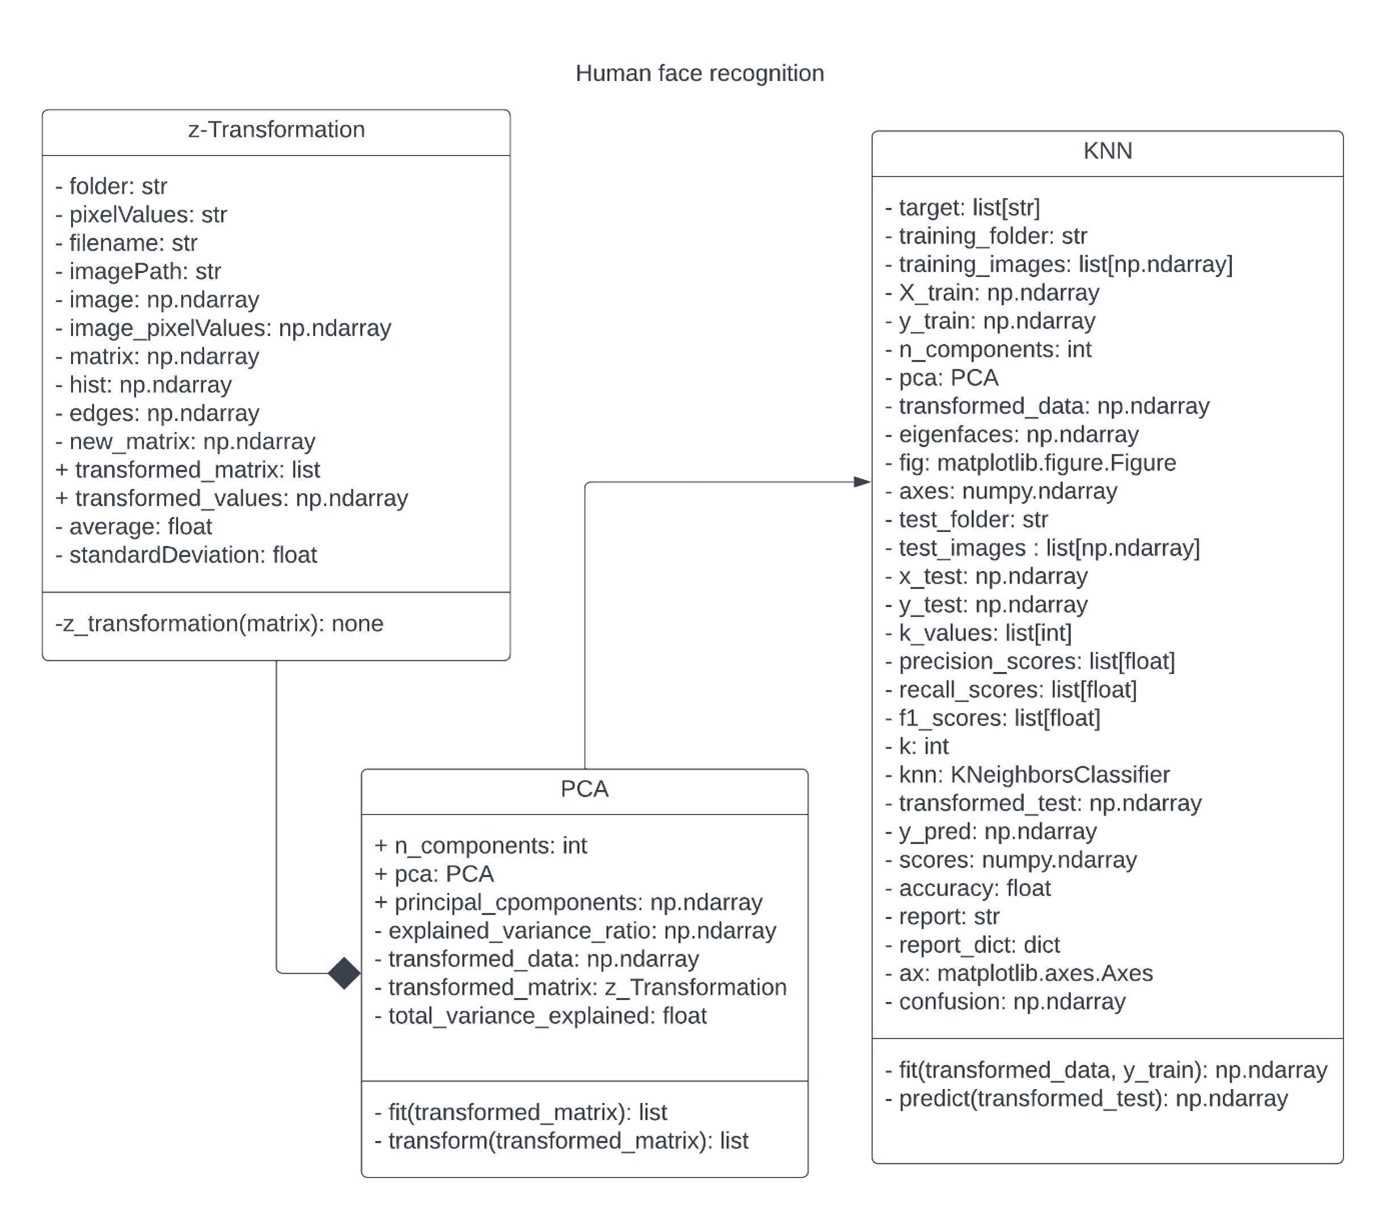 Human face recognition
z-Transformation
- folder: str
- pixelValues: str
- filename: str
- imagePath: str
- image: np.ndarray
- image_pixelValues: np.ndarray
- matrix: np.ndarray
- hist: np.ndarray
- edges: np.ndarray
- new_matrix: np.ndarray
+ transformed_matrix: list
+ transformed_values: np.ndarray
- average: float
- standardDeviation: float
-z_transformation(matrix): none
PCA
+ n_components: int
+ pca: PCA
+ principal_cpomponents: np.ndarray
- explained_variance_ratio: np.ndarray
- transformed_data: np.ndarray
- transformed_matrix: z_Transformation
- total_variance_explained: float
- fit(transformed_matrix): list
- transform(transformed_matrix): list
KNN
- target: list[str]
- training_folder: str
- training_images: list[np.ndarray]
- X_train: np.ndarray
- y_train: np.ndarray
- n_components: int
- pca: PCA
- transformed_data: np.ndarray
- eigenfaces: np.ndarray
- fig: matplotlib.figure.Figure
- axes: numpy.ndarray
- test_folder: str
- test_images : list[np.ndarray]
- x_test: np.ndarray
- y_test: np.ndarray
- k_values: list[int]
- precision_scores: list[float]
- recall_scores: list[float]
- f1_scores: list[float]
- k: int
- knn: KNeighborsClassifier
- transformed_test: np.ndarray
- y_pred: np.ndarray
- scores: numpy.ndarray
- accuracy: float
- report: str
- report_dict: dict
- ax: matplotlib.axes.Axes
- confusion: np.ndarray
- fit(transformed_data, y_train): np.ndarray
- predict(transformed_test): np.ndarray